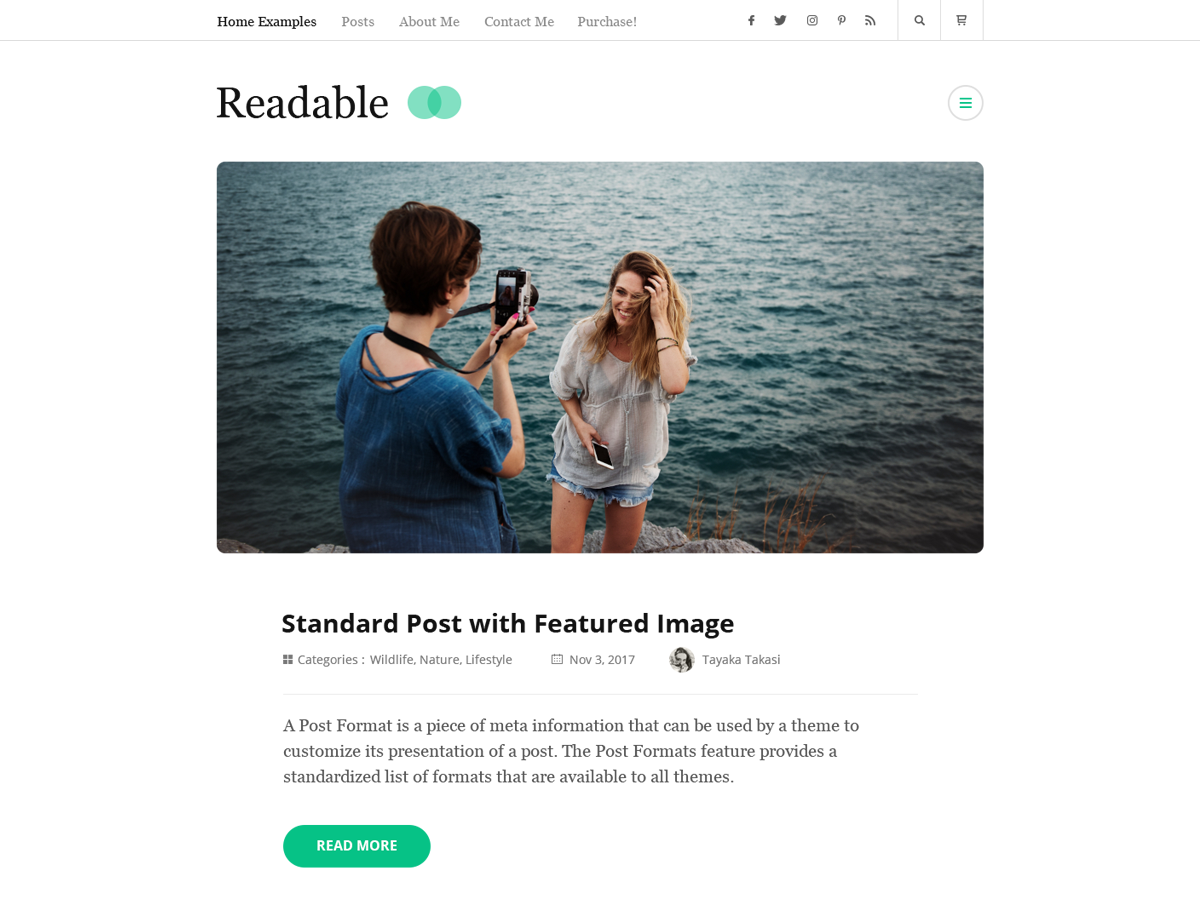 Home Examples Posts About Me Contact Me Purchase!
Readable
Standard Post with Featured Image
Categories : Wildlife, Nature, Lifestyle Nov 3, 2017 Tayaka Takasi
A Post Format is a piece of meta information that can be used by a theme to
customize its presentation of a post. The Post Formats feature provides a
standardized list of formats that are available to all themes.
READ MORE